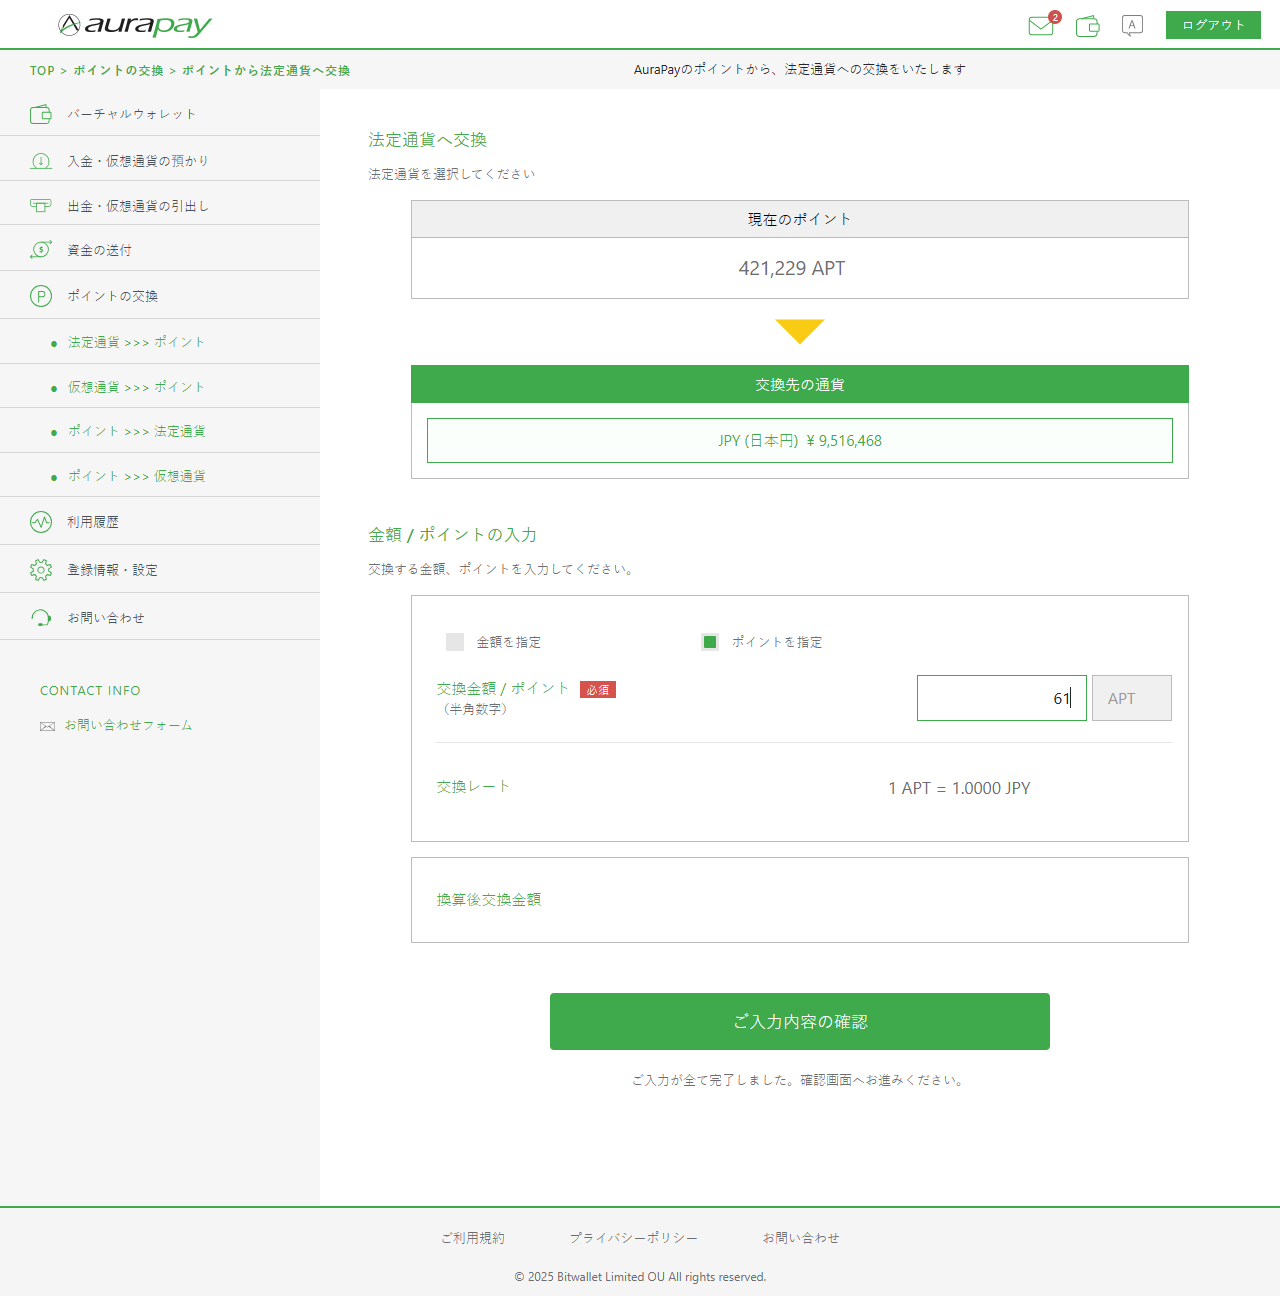 aurapay
2
A
ログアウト
TOP > ポイントの交換 > ポイントから法定通貨へ交換
AuraPayのポイントから、法定通貨への交換をいたします
バーチャルウォレット
入金・仮想通貨の預かり
出金・仮想通貨の引出し
資金の送付
ポイントの交換
法定通貨 >>> ポイント
仮想通貨 >>> ポイント
ポイント >>> 法定通貨
ポイント >>> 仮想通貨
利用履歴
登録情報・設定
お問い合わせ
CONTACT INFO
お問い合わせフォーム
法定通貨へ交換
法定通貨を選択してください
現在のポイント
421,229 APT
交換先の通貨
JPY (日本円) ¥ 9,516,468
金額 / ポイントの入力
交換する金額、ポイントを入力してください。
金額を指定
ポイントを指定
交換金額 / ポイント 必須
（半角数字）
61
APT
交換レート
1 APT = 1.0000 JPY
換算後交換金額
ご入力内容の確認
ご入力が全て完了しました。確認画面へお進みください。
ご利用規約
プライバシーポリシー
お問い合わせ
© 2025 Bitwallet Limited OU All rights reserved.